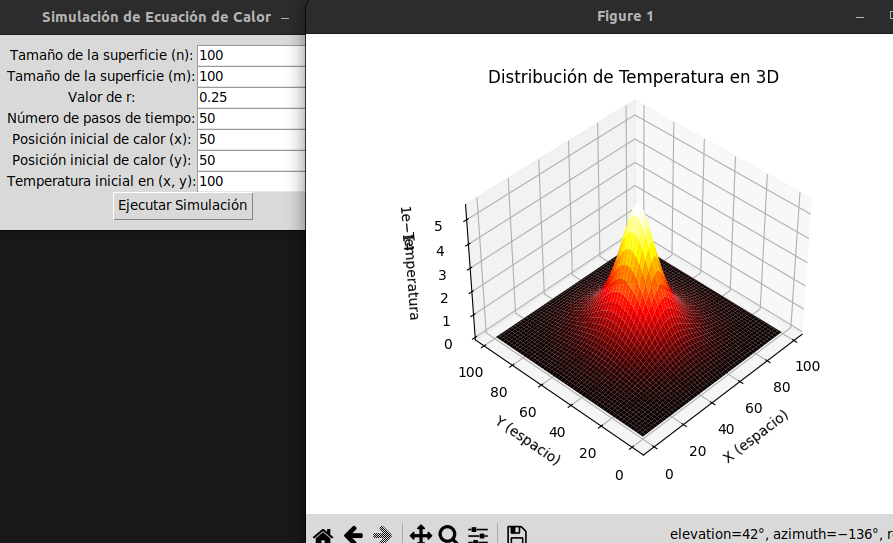 Simulación de Ecuación de Calor
Tamaño de la superficie (n): 100
Tamaño de la superficie (m): 100
Valor de r: 0.25
Número de pasos de tiempo: 50
Posición inicial de calor (x): 50
Posición inicial de calor (y): 50
Temperatura inicial en (x, y): 100
Ejecutar Simulación
Figure 1
Distribución de Temperatura en 3D
Temperatura
5
4
3
2
1
0
100
80
60
40
20
0
Y (espacio)
0
20
40
60
80
100
X (espacio)
elevation=42°, azimuth=−136°, r